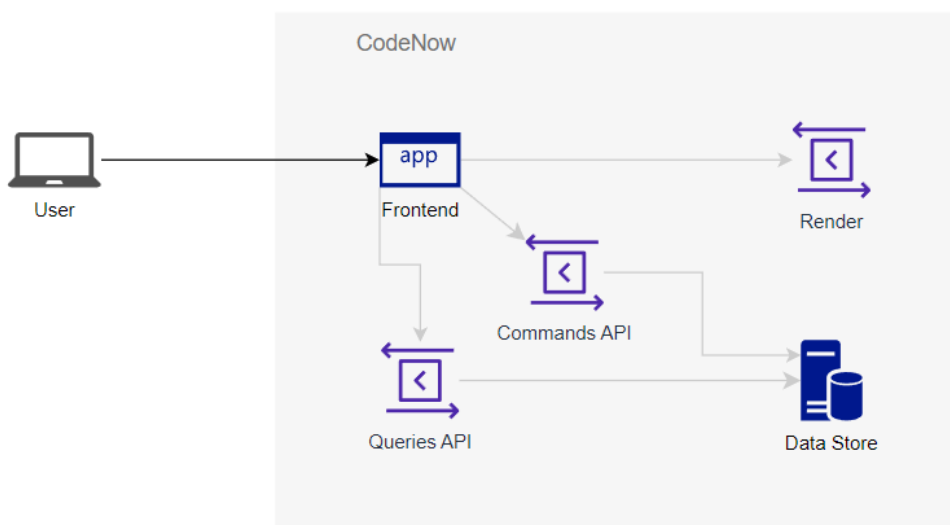 CodeNow
app
User
Frontend
Render
Commands API
Queries API
Data Store